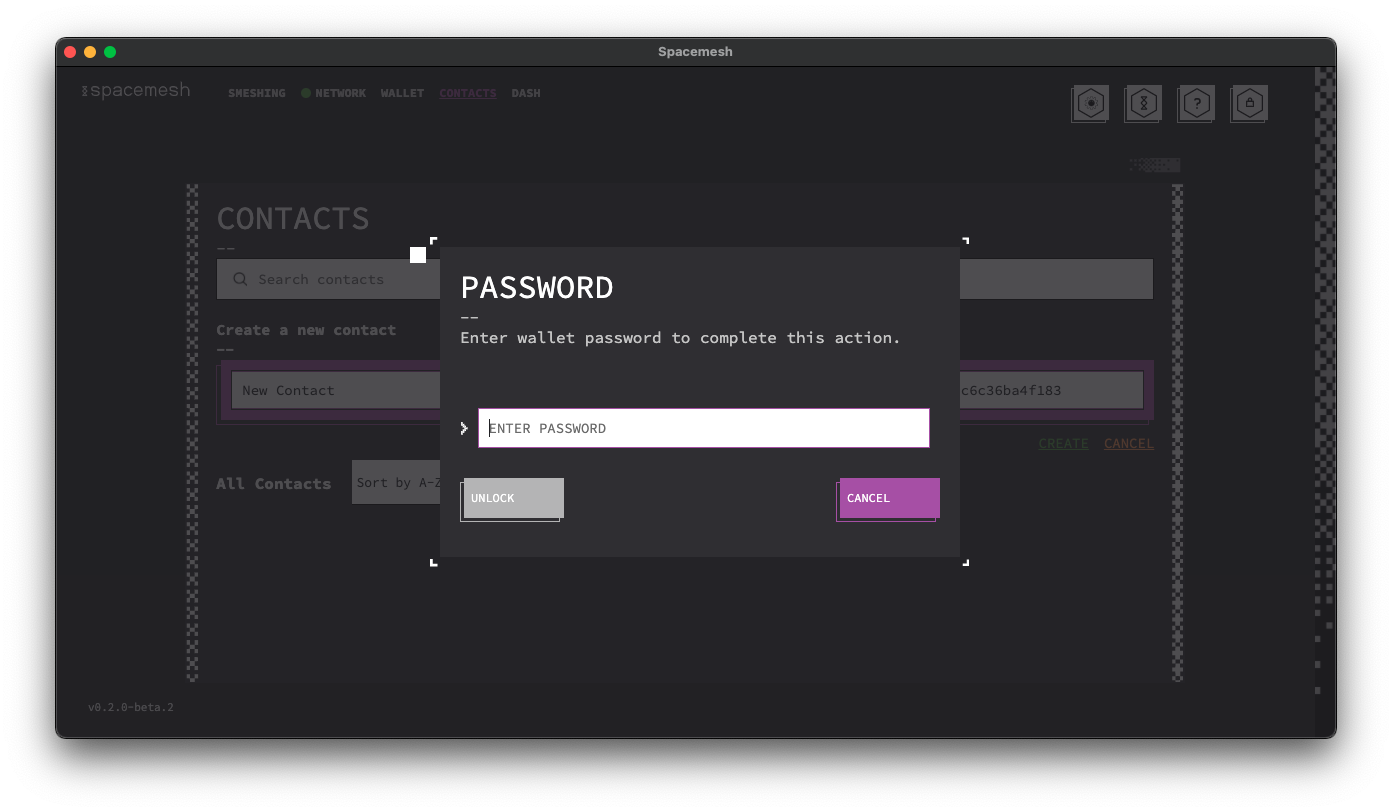 Spacemesh
spacemesh
SMESHING NETWORK WALLET CONTACTS DASH
?
CONTACTS
--
Search contacts
Create a new contact
--
New Contact
c6c36ba4f183
CREATE CANCEL
All Contacts
Sort by A-Z
PASSWORD
--
Enter wallet password to complete this action.
ENTER PASSWORD
UNLOCK
CANCEL
v0.2.0-beta.2